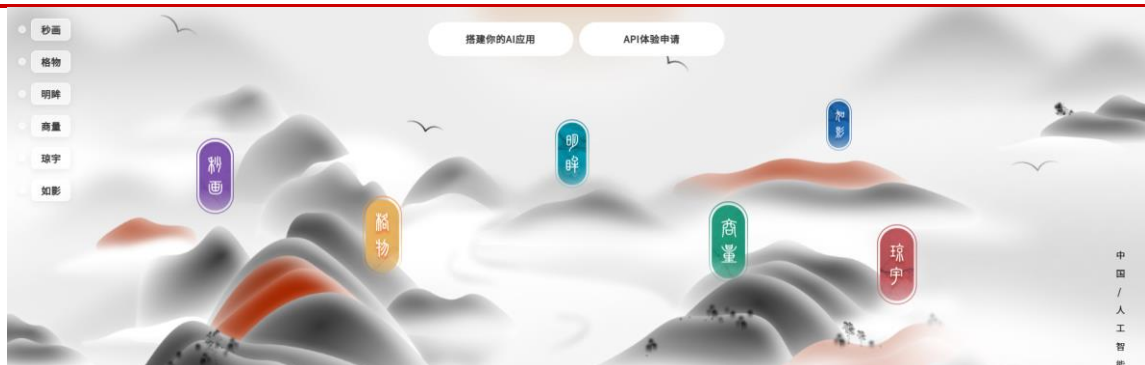 秒画
格物
明眸
商量
琼宇
如影
搭建你的AI应用
API体验申请
秒画
格物
明眸
商量
琼宇
如影
中国/人工智能